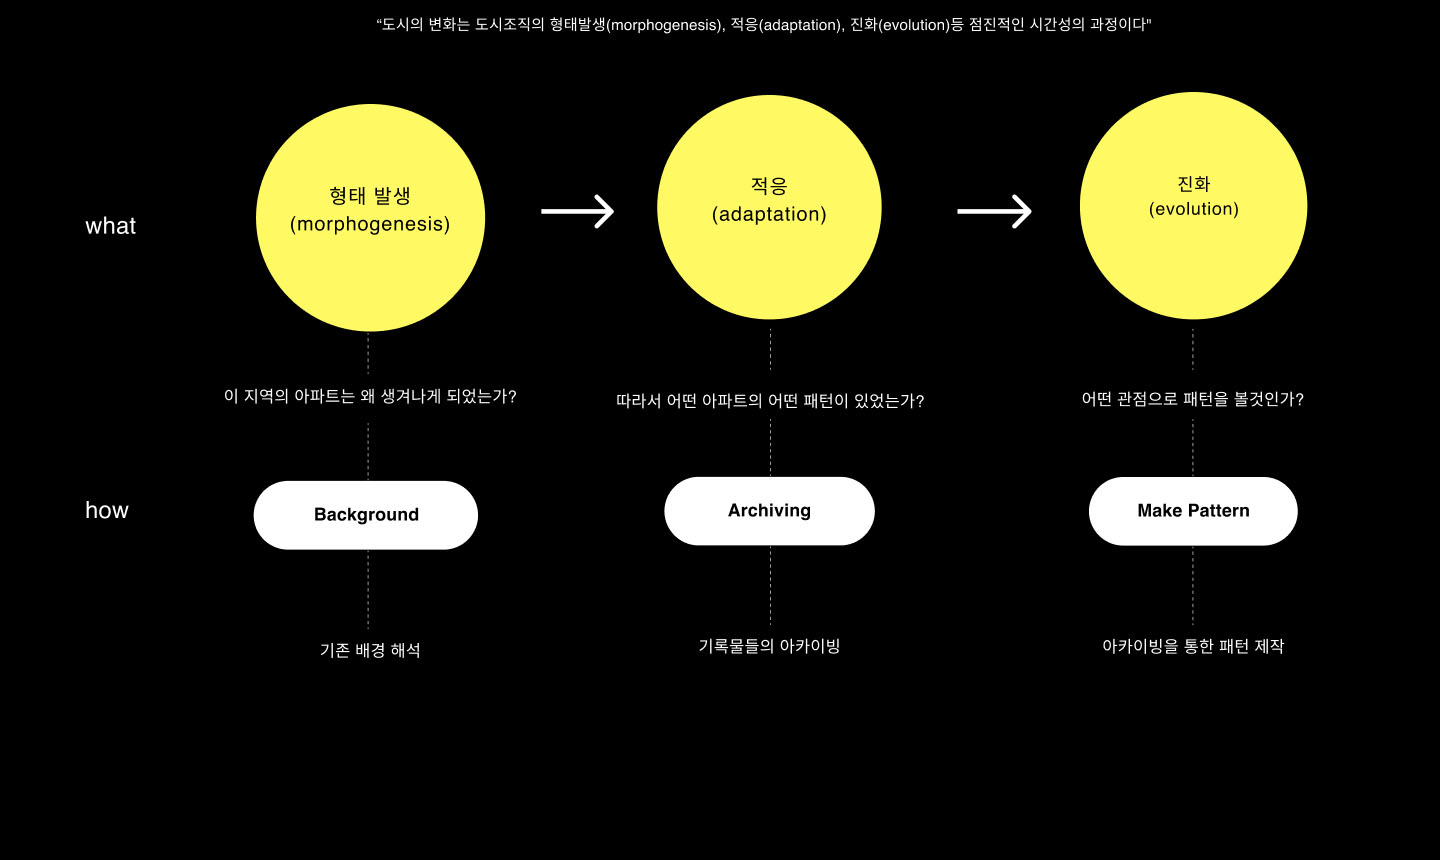 “도시의 변화는 도시조직의 형태발생(morphogenesis), 적응(adaptation), 진화(evolution)등 점진적인 시간성의 과정이다"
what
형태 발생
(morphogenesis)
적응
(adaptation)
진화
(evolution)
이 지역의 아파트는 왜 생겨나게 되었는가?
따라서 어떤 아파트의 어떤 패턴이 있었는가?
어떤 관점으로 패턴을 볼것인가?
how
Background
Archiving
Make Pattern
기존 배경 해석
기록물들의 아카이빙
아카이빙을 통한 패턴 제작